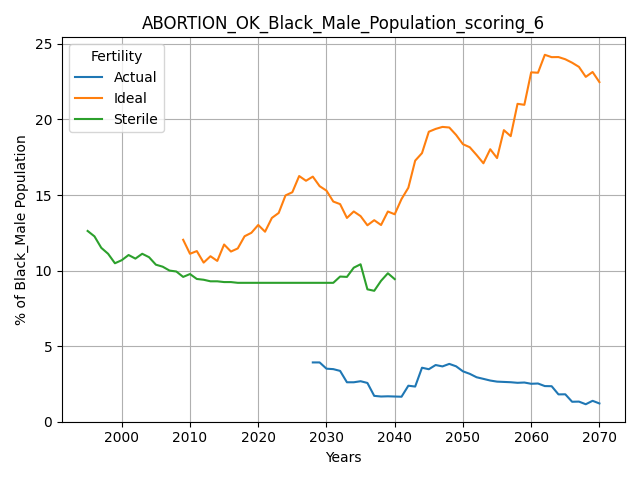 ABORTION_OK_Black_Male_Population_scoring_6
Fertility
Actual
Ideal
Sterile
% of Black_Male Population
25
20
15
10
5
0
2000 2010 2020 2030 2040 2050 2060 2070
Years